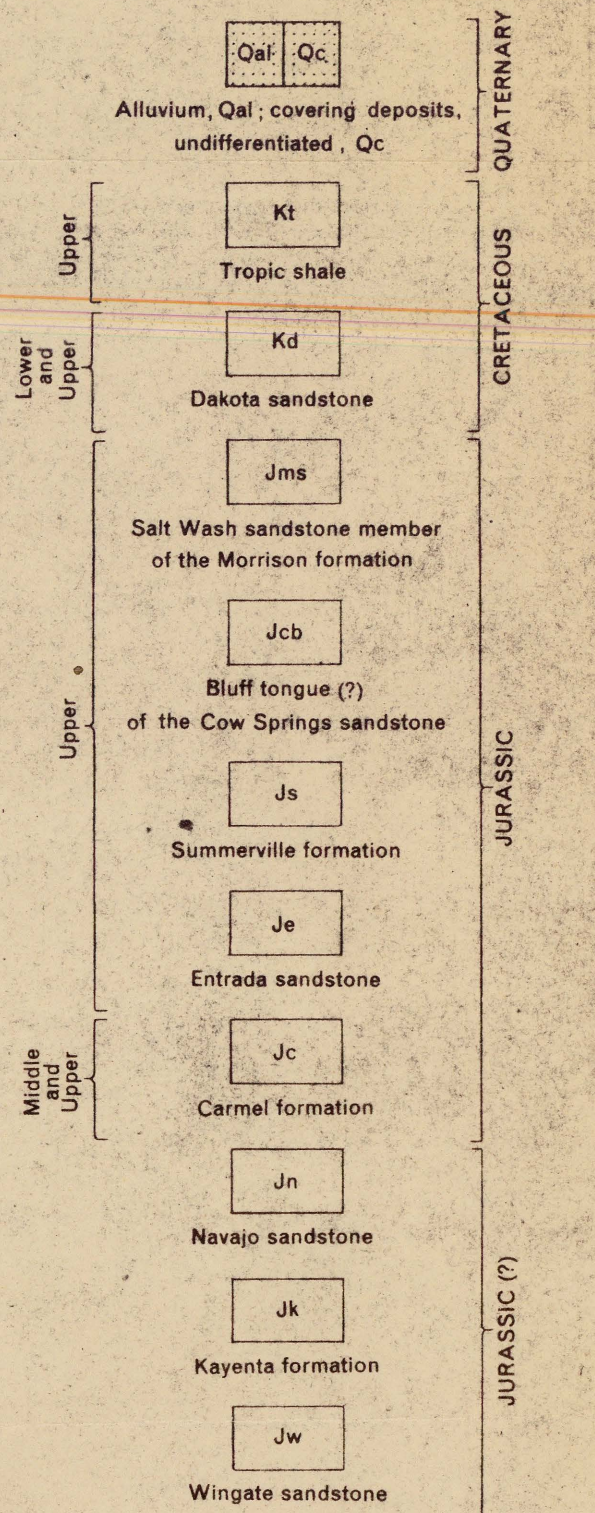 Qal Qc
Alluvium, Qal; covering deposits,
undifferentiated, Qc
QUATERNARY
Kt
Tropic shale
Upper
Kd
Dakota sandstone
Lower
and
Upper
CRETACEOUS
Jms
Salt Wash sandstone member
of the Morrison formation
Jcb
Bluff tongue (?)
of the Cow Springs sandstone
Js
Summerville formation
Je
Entrada sandstone
Upper
Jc
Carmel formation
Middle
and
Upper
JURASSIC
Jn
Navajo sandstone
Jk
Kayenta formation
Jw
Wingate sandstone
JURASSIC (?)